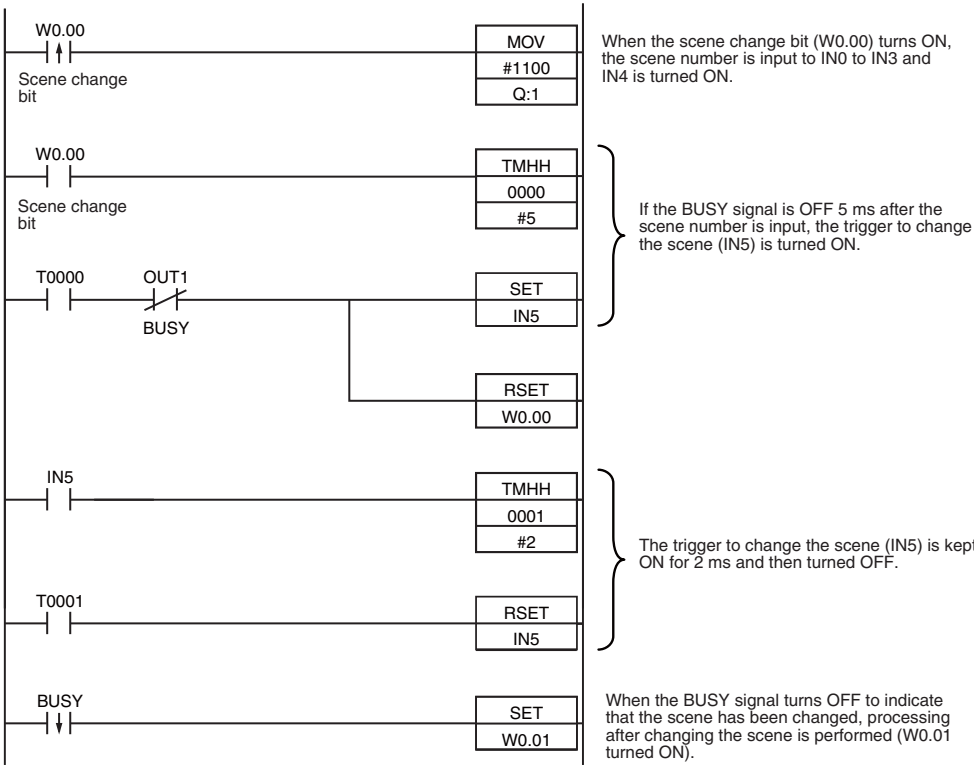 W0.00
Scene change
bit
MOV
#1100
Q:1
When the scene change bit (W0.00) turns ON,
the scene number is input to IN0 to IN3 and
IN4 is turned ON.
W0.00
Scene change
bit
TMHH
0000
#5
If the BUSY signal is OFF 5 ms after the
scene number is input, the trigger to change
the scene (IN5) is turned ON.
T0000
OUT1
BUSY
SET
IN5
RSET
W0.00
IN5
TMHH
0001
#2
The trigger to change the scene (IN5) is kept
ON for 2 ms and then turned OFF.
T0001
RSET
IN5
BUSY
SET
W0.01
When the BUSY signal turns OFF to indicate
that the scene has been changed, processing
after changing the scene is performed (W0.01
turned ON).